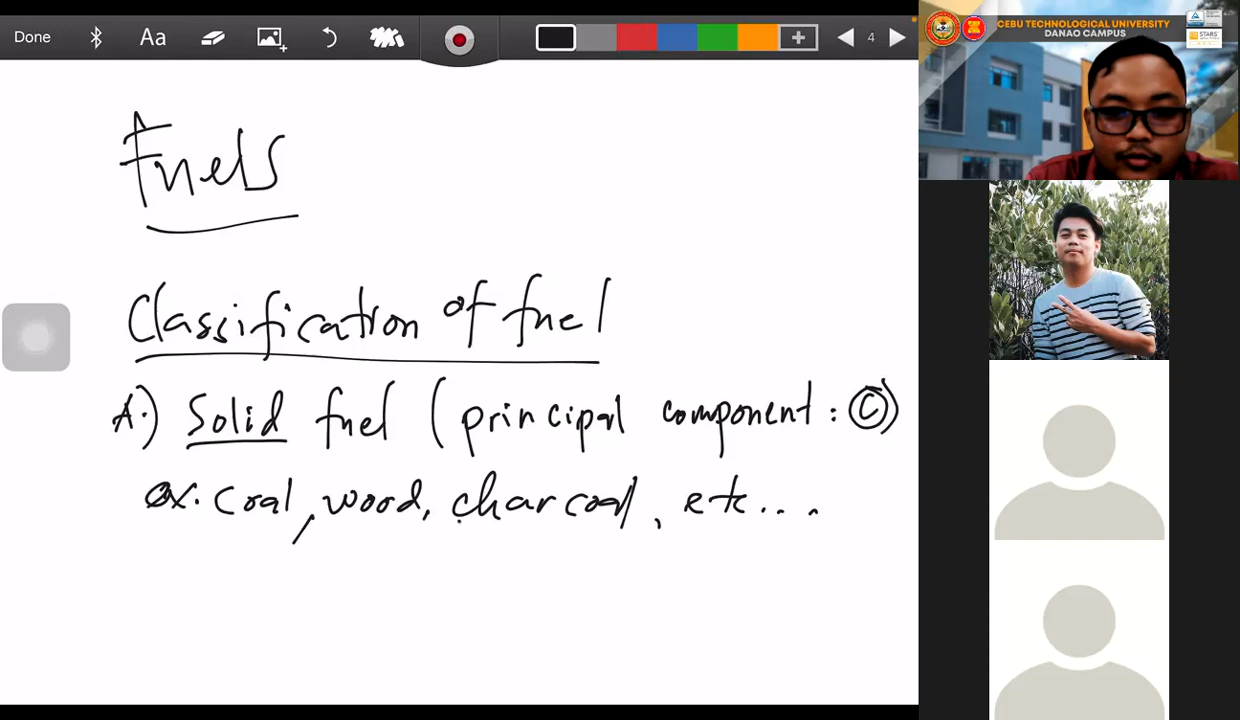 Done
Aa
4
CEBU TECHNOLOGICAL UNIVERSITY
DANAO CAMPUS
STARS
Fuels
Classification of fuel
A.) Solid fuel (principal component: C)
ex. coal, wood, charcoal, etc...